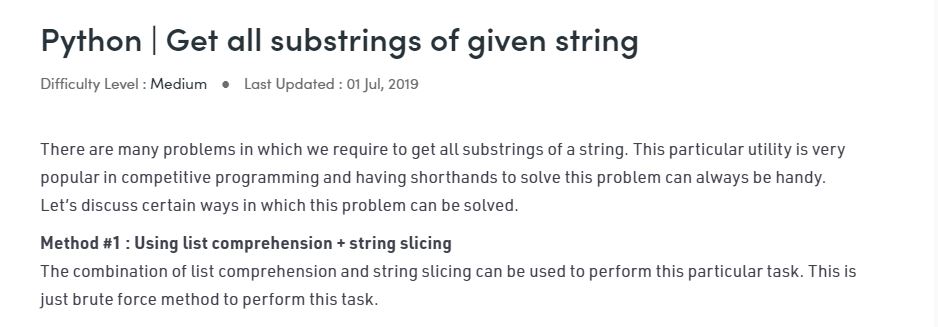 Python | Get all substrings of given string
Difficulty Level : Medium ● Last Updated : 01 Jul, 2019
There are many problems in which we require to get all substrings of a string. This particular utility is very
popular in competitive programming and having shorthands to solve this problem can always be handy.
Let’s discuss certain ways in which this problem can be solved.
Method #1 : Using list comprehension + string slicing
The combination of list comprehension and string slicing can be used to perform this particular task. This is
just brute force method to perform this task.